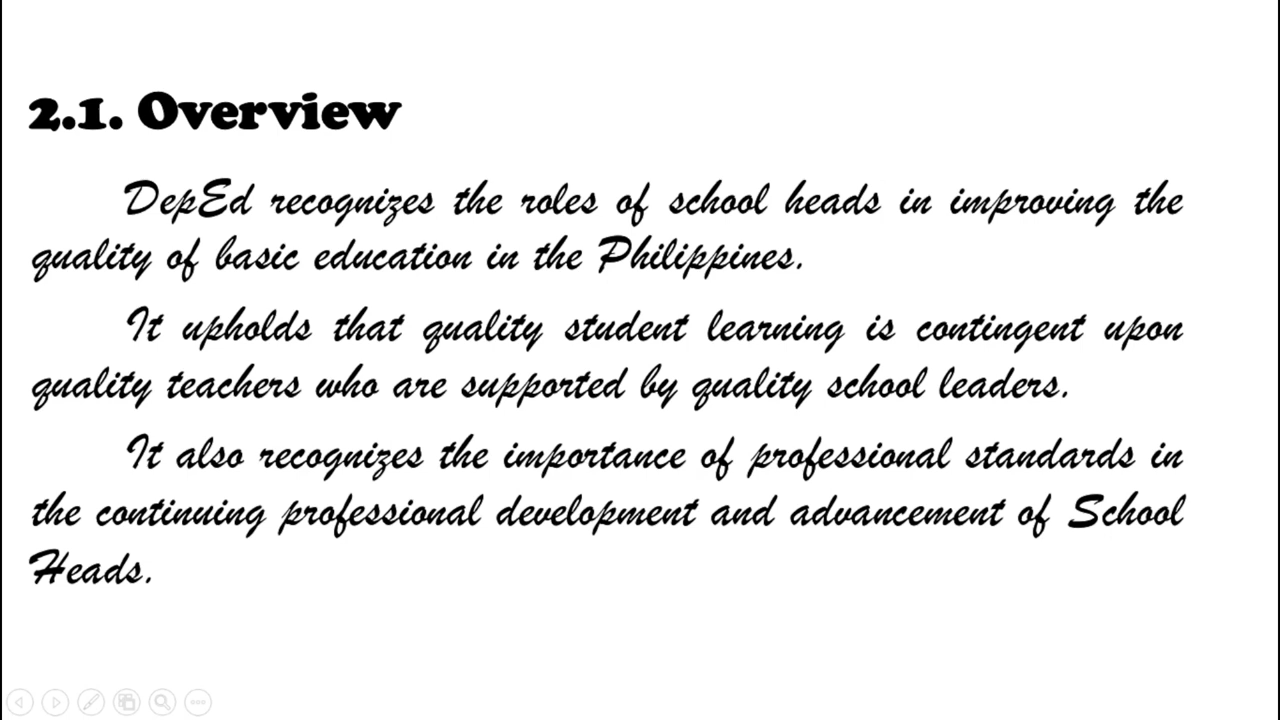 2.1. Overview
DepEd recognizes the roles of school heads in improving the
quality of basic education in the Philippines.
It upholds that quality student learning is contingent upon
quality teachers who are supported by quality school leaders.
It also recognizes the importance of professional standards in
the continuing professional development and advancement of School
Heads.